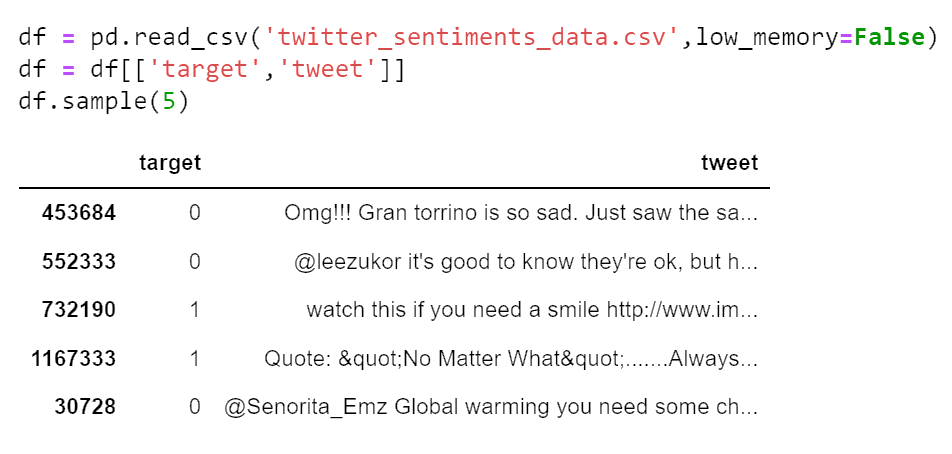 df = pd.read_csv('twitter_sentiments_data.csv',low_memory=False)
df = df[['target','tweet']]
df.sample(5)
target tweet
453684 0 Omg!!! Gran torrino is so sad. Just saw the sa...
552333 0 @leezukor it's good to know they're ok, but h...
732190 1 watch this if you need a smile http://www.im...
1167333 1 Quote: &quot;No Matter What&quot;.......Always...
30728 0 @Senorita_Emz Global warming you need some ch...